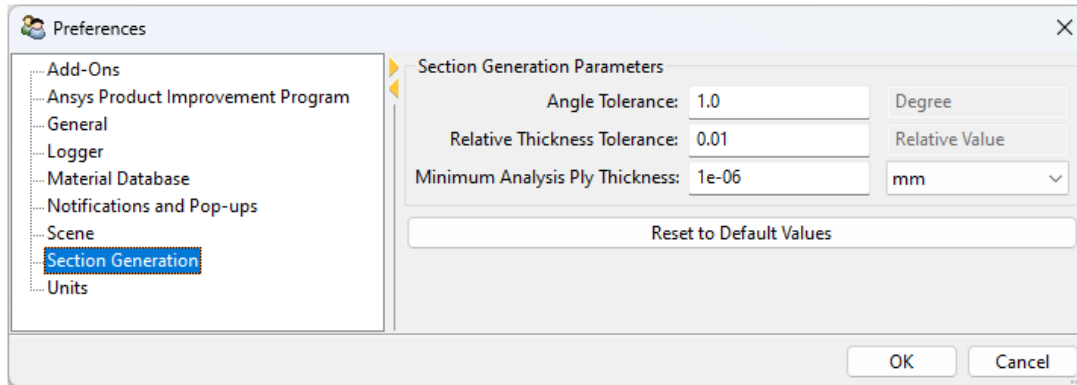 Preferences
Add-Ons
Ansys Product Improvement Program
General
Logger
Material Database
Notifications and Pop-ups
Scene
Section Generation
Units
Section Generation Parameters
Angle Tolerance: 1.0 Degree
Relative Thickness Tolerance: 0.01 Relative Value
Minimum Analysis Ply Thickness: 1e-06 mm
Reset to Default Values
OK Cancel